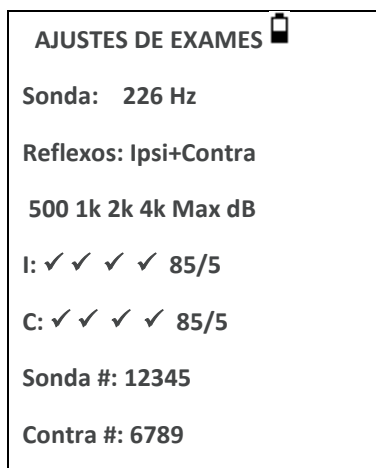 AJUSTES DE EXAMES
Sonda: 226 Hz
Reflexos: Ipsi+Contra
500 1k 2k 4k Max dB
I: ✓ ✓ ✓ ✓ 85/5
C: ✓ ✓ ✓ ✓ 85/5
Sonda #: 12345
Contra #: 6789